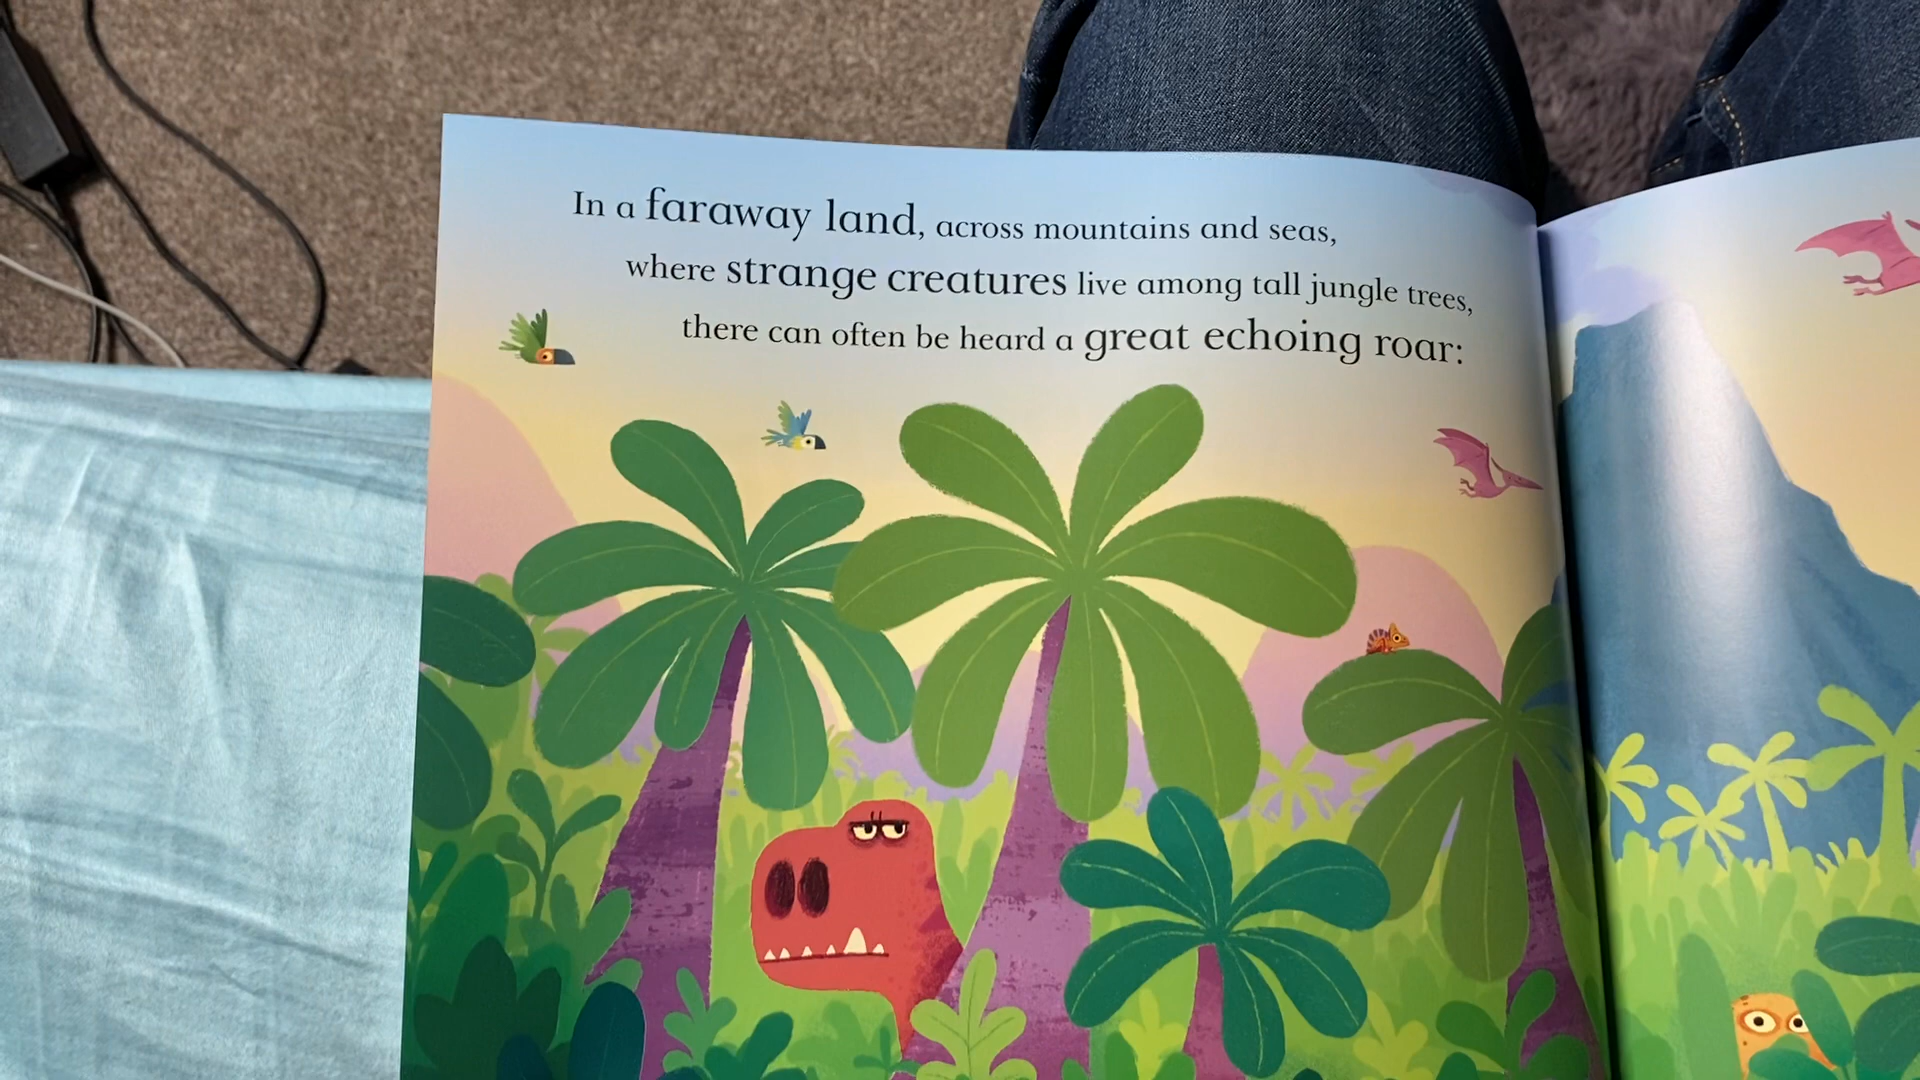 In a faraway land, across mountains and seas,
where strange creatures live among tall jungle trees,
there can often be heard a great echoing roar: